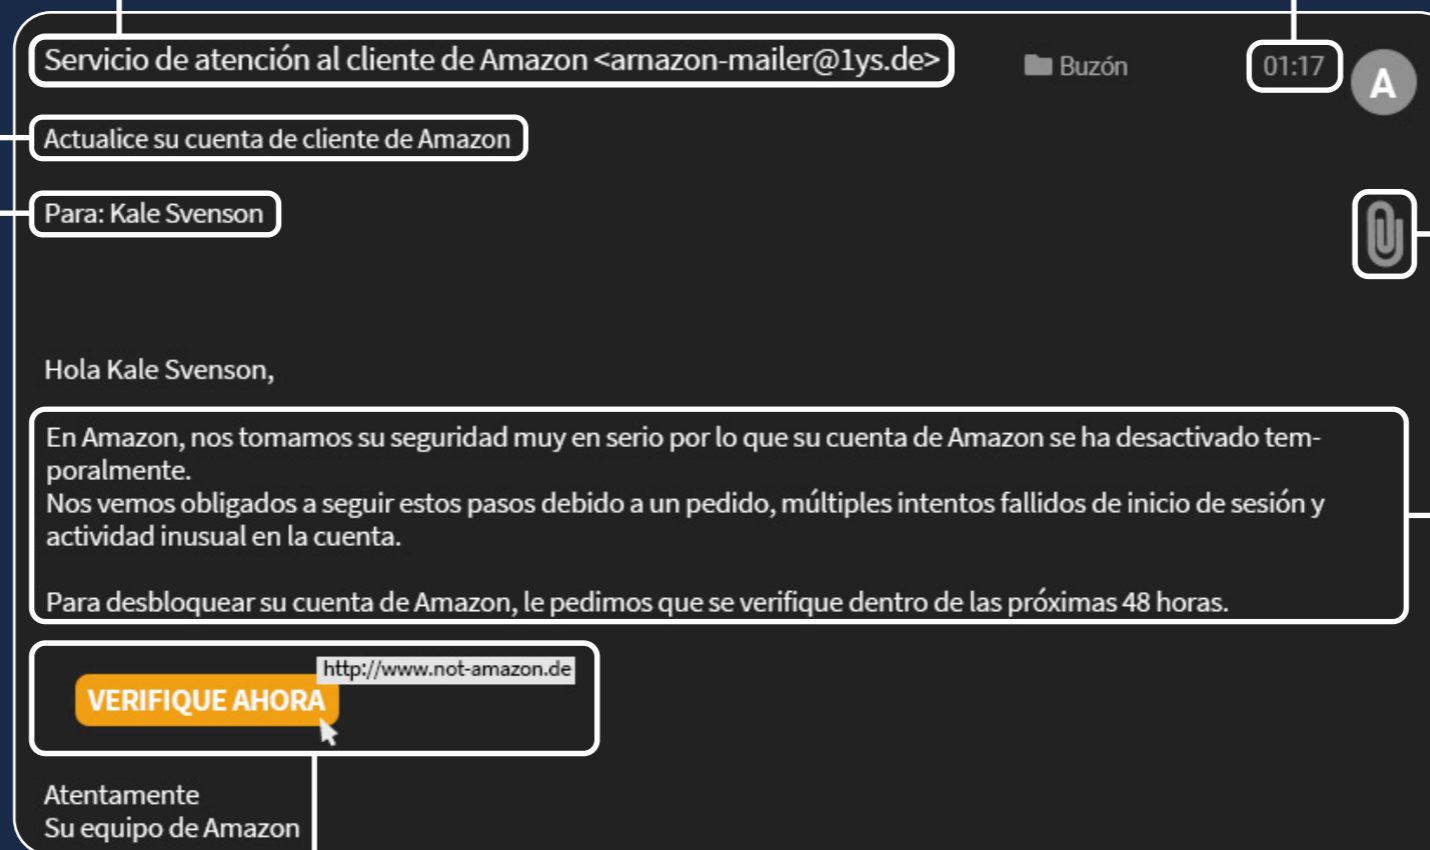 Servicio de atención al cliente de Amazon <arnazon-mailer@1ys.de>
Buzón
01:17
A
Actualice su cuenta de cliente de Amazon
Para: Kale Svenson
Hola Kale Svenson,
En Amazon, nos tomamos su seguridad muy en serio por lo que su cuenta de Amazon se ha desactivado tem-
poralmente.
Nos vemos obligados a seguir estos pasos debido a un pedido, múltiples intentos fallidos de inicio de sesión y
actividad inusual en la cuenta.
Para desbloquear su cuenta de Amazon, le pedimos que se verifique dentro de las próximas 48 horas.
http://www.not-amazon.de
VERIFIQUE AHORA
Atentamente
Su equipo de Amazon